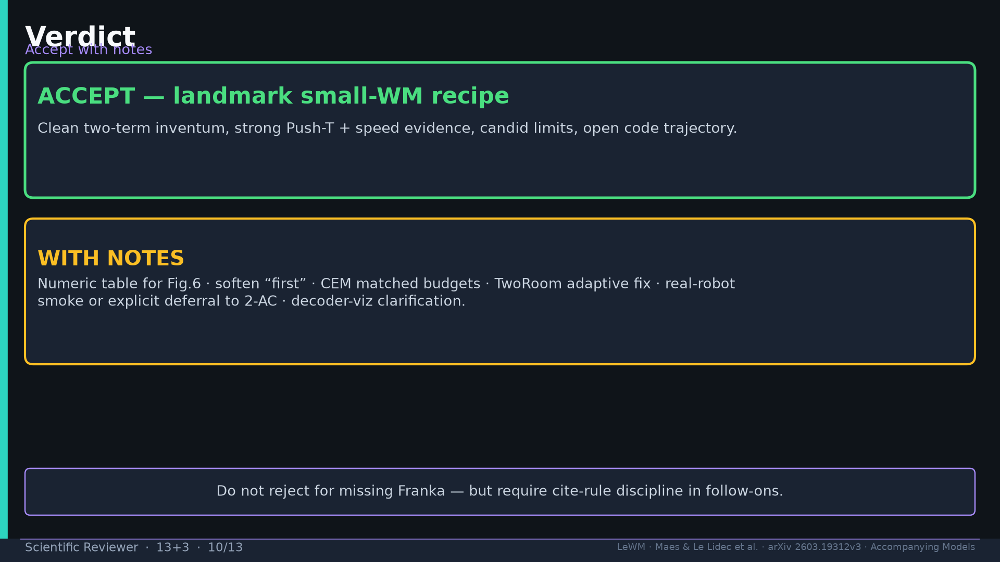 Verdict
Accept with notes
ACCEPT — landmark small-WM recipe
Clean two-term inventum, strong Push-T + speed evidence, candid limits, open code trajectory.
WITH NOTES
Numeric table for Fig.6 · soften “first” · CEM matched budgets · TwoRoom adaptive fix · real-robot
smoke or explicit deferral to 2-AC · decoder-viz clarification.
Do not reject for missing Franka — but require cite-rule discipline in follow-ons.
Scientific Reviewer · 13+3 · 10/13
LeWM · Maes & Le Lidec et al. · arXiv 2603.19312v3 · Accompanying Models